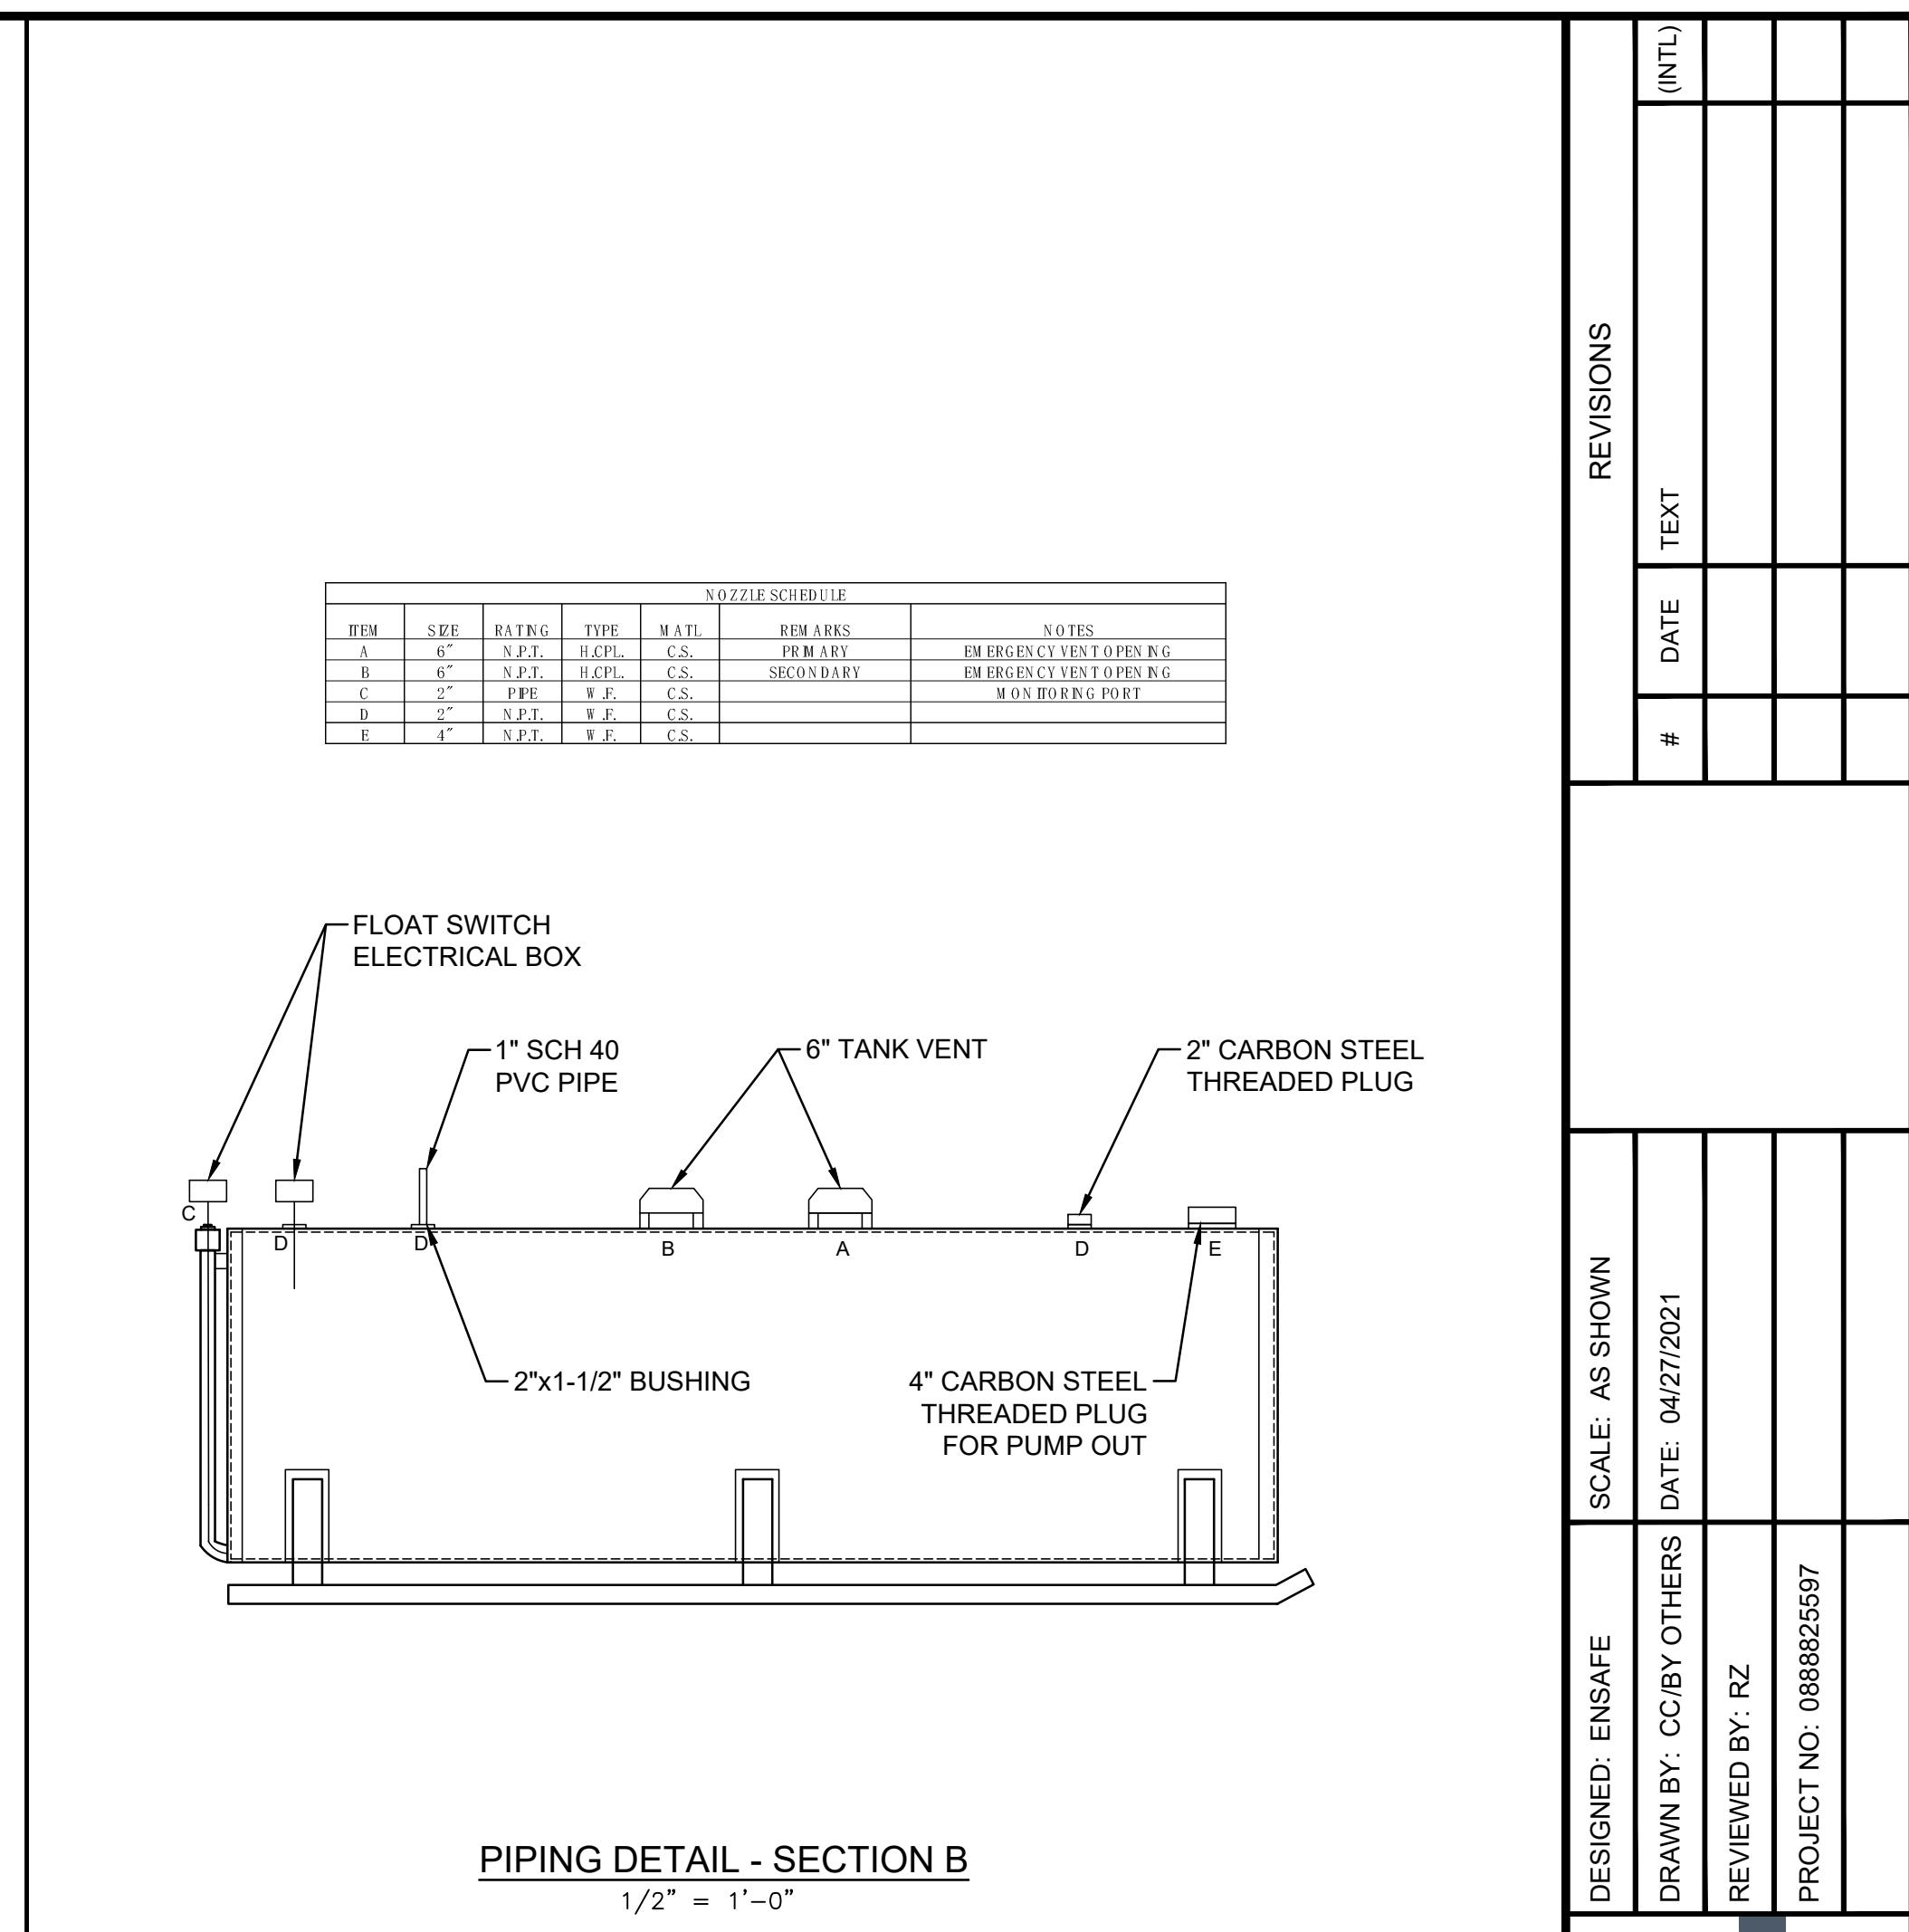 NOZZLE SCHEDULE
ITEM SIZE RATING TYPE MATL REMARKS NOTES
A 6" N.P.T. H.CPL. C.S. PRIMARY EMERGENCY VENT OPENING
B 6" N.P.T. H.CPL. C.S. SECONDARY EMERGENCY VENT OPENING
C 2" PIPE W.F. C.S. MONITORING PORT
D 2" N.P.T. W.F. C.S.
E 4" N.P.T. W.F. C.S.
FLOAT SWITCH
ELECTRICAL BOX
1" SCH 40
PVC PIPE
6" TANK VENT
2" CARBON STEEL
THREADED PLUG
C
D
D
B
A
D
E
2"x1-1/2" BUSHING
4" CARBON STEEL
THREADED PLUG
FOR PUMP OUT
PIPING DETAIL - SECTION B
1/2" = 1'-0"
REVISIONS
# DATE TEXT (INTL)
DESIGNED: ENSAFE SCALE: AS SHOWN
DRAWN BY: CC/BY OTHERS DATE: 04/27/2021
REVIEWED BY: RZ
PROJECT NO: 0888825597